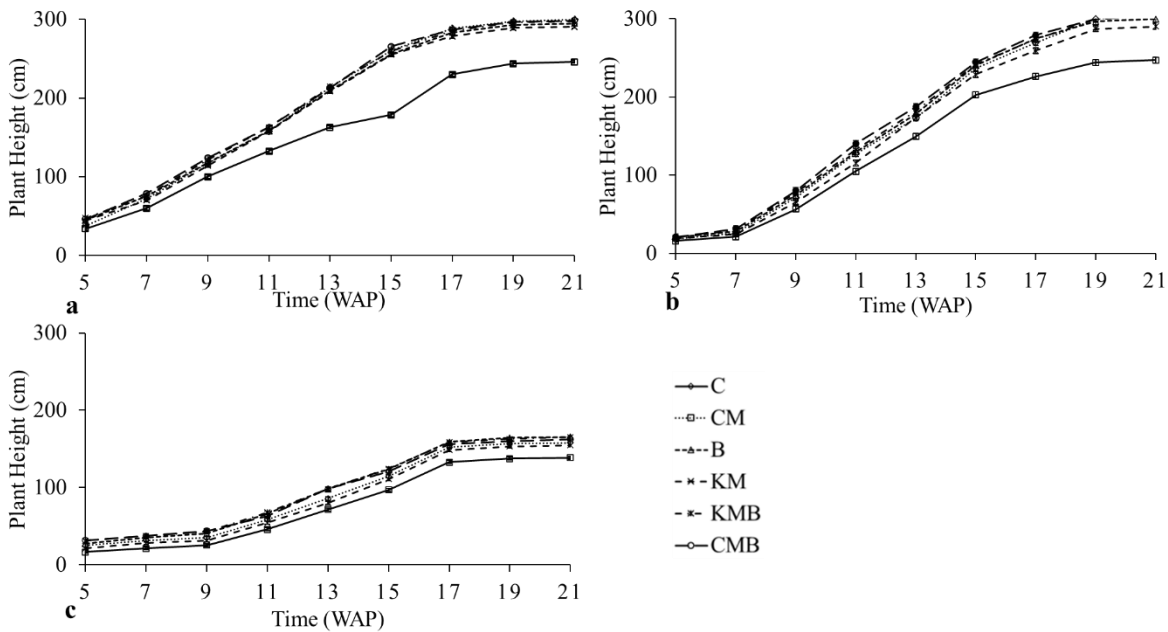 300
200
100
0
Plant Height (cm)
5 7 9 11 13 15 17 19 21
Time (WAP)
a
300
200
100
0
Plant Height (cm)
5 7 9 11 13 15 17 19 21
Time (WAP)
b
300
200
100
0
Plant Height (cm)
5 7 9 11 13 15 17 19 21
Time (WAP)
c
C
CM
B
KM
KMB
CMB